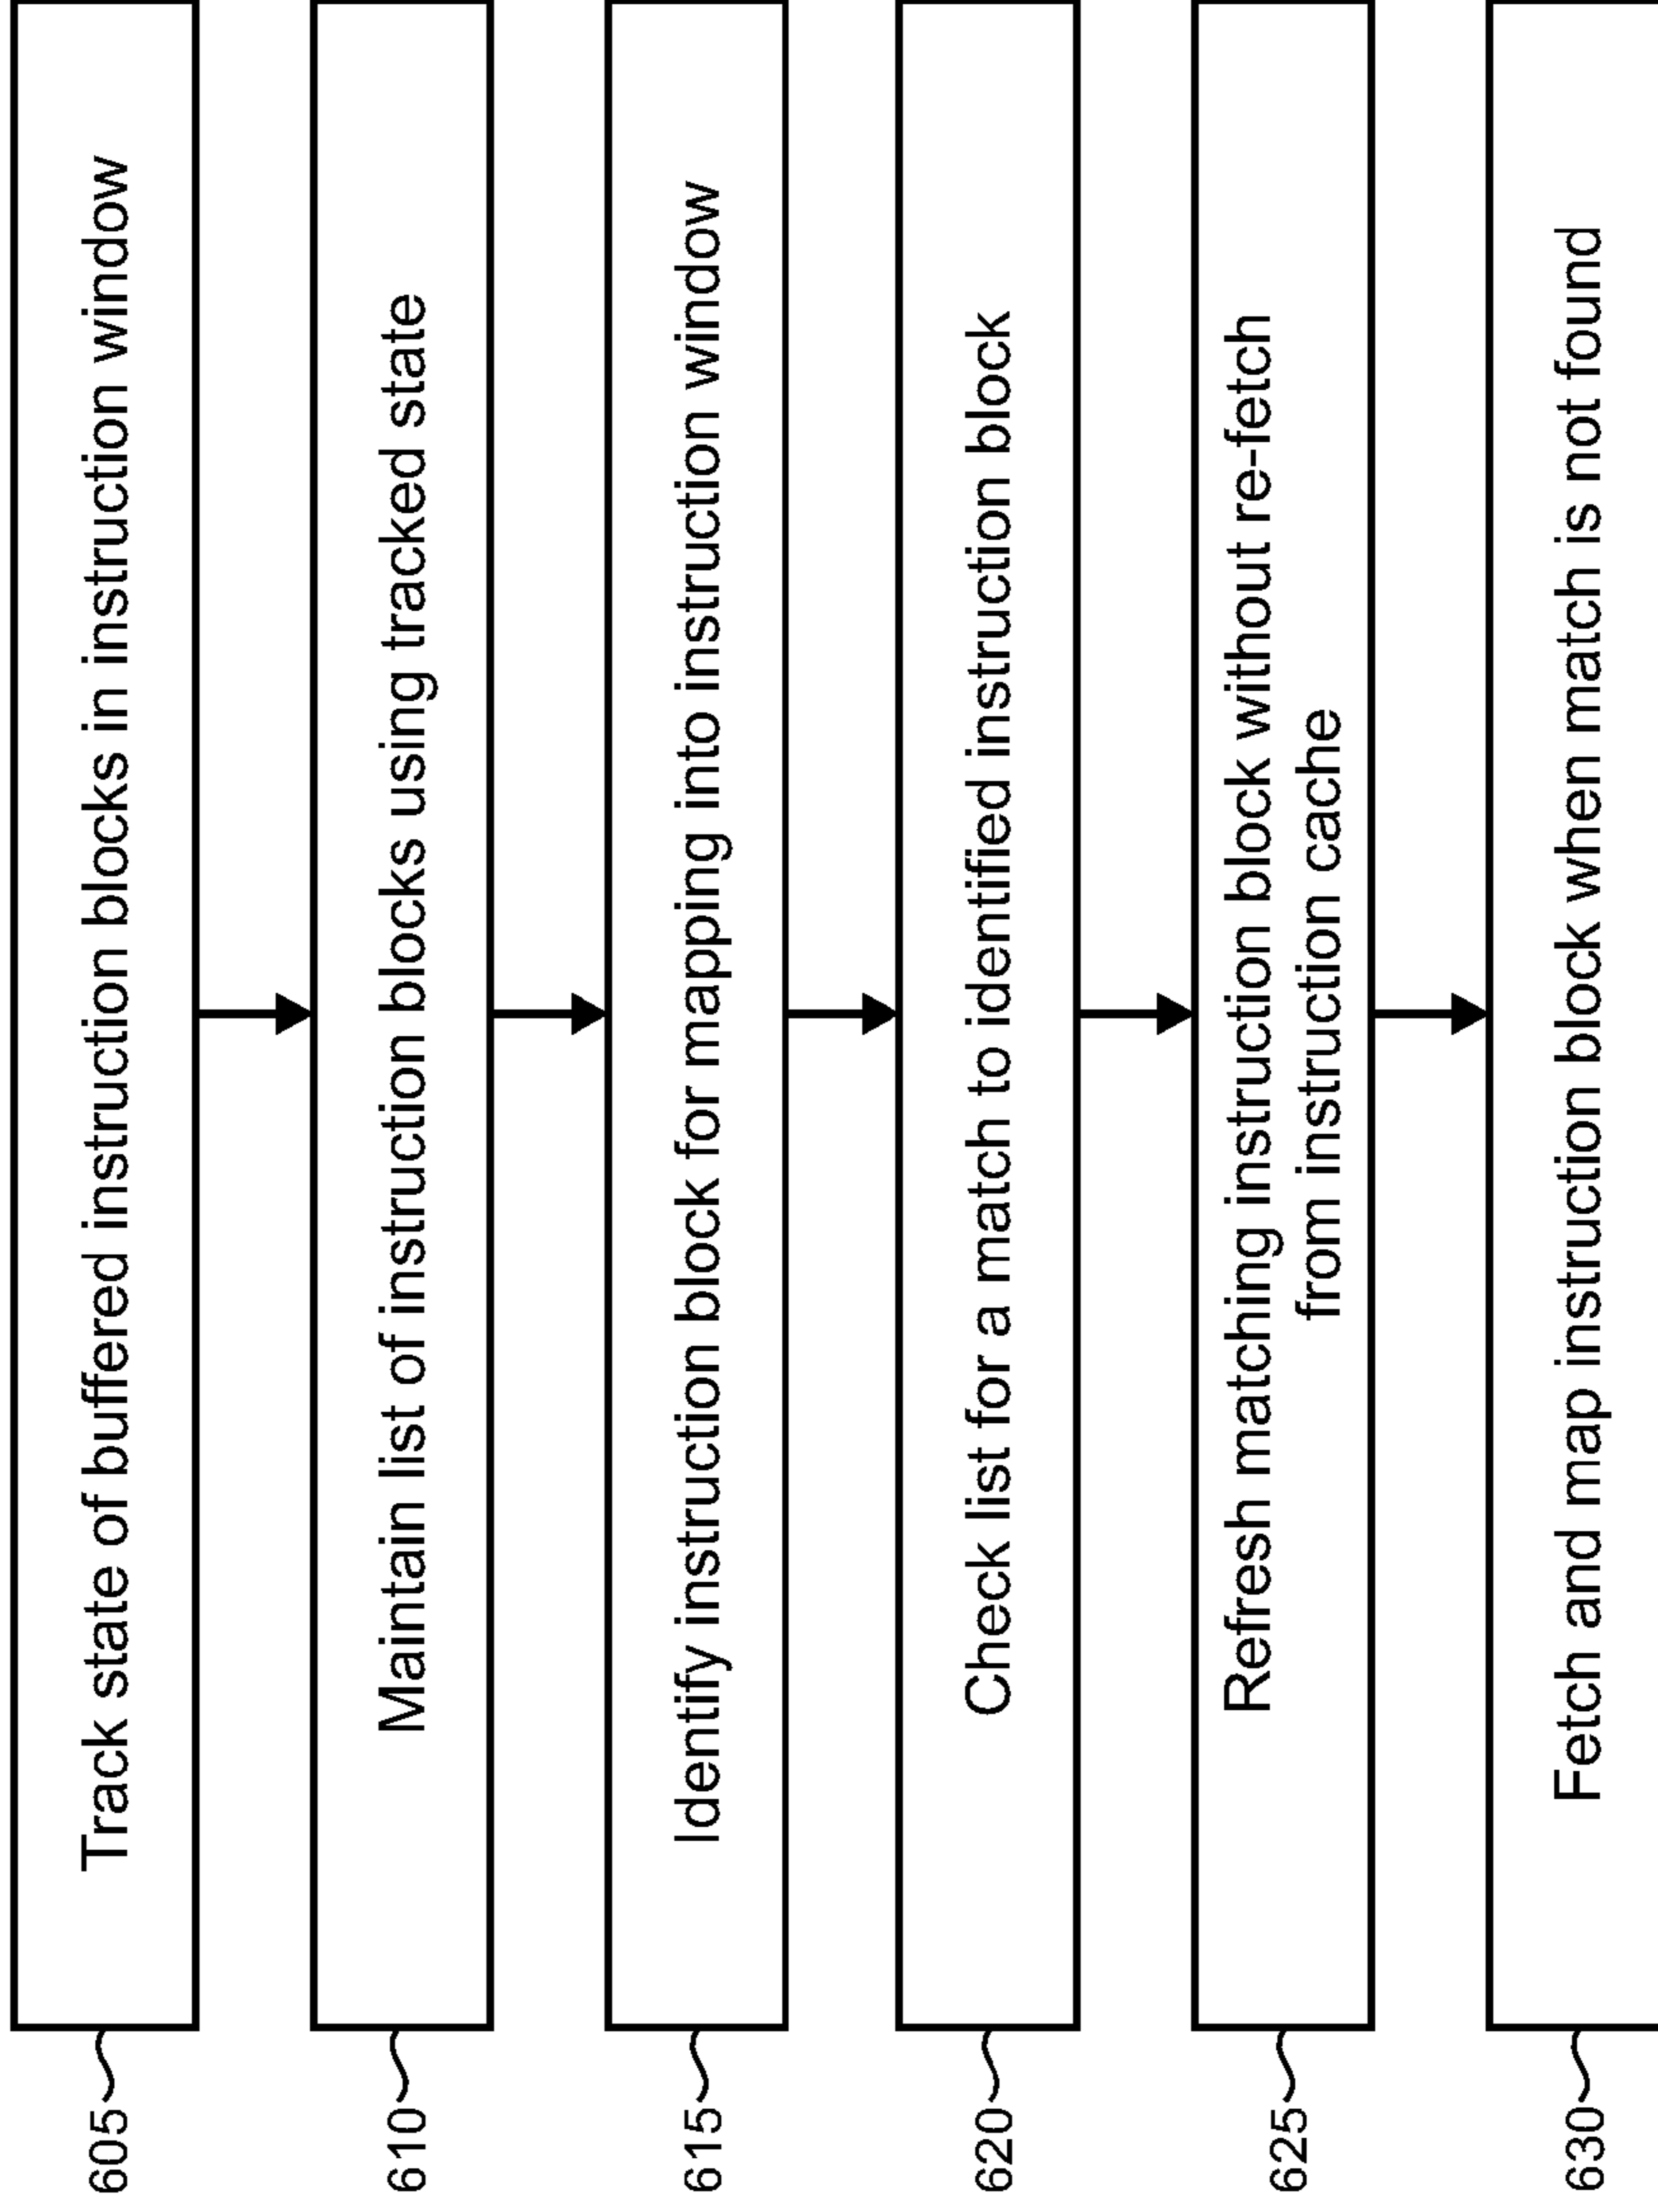 605
Track state of buffered instruction blocks in instruction window
610
Maintain list of instruction blocks using tracked state
615
Identify instruction block for mapping into instruction window
620
Check list for a match to identified instruction block
625
Refresh matching instruction block without re-fetch
from instruction cache
630
Fetch and map instruction block when match is not found